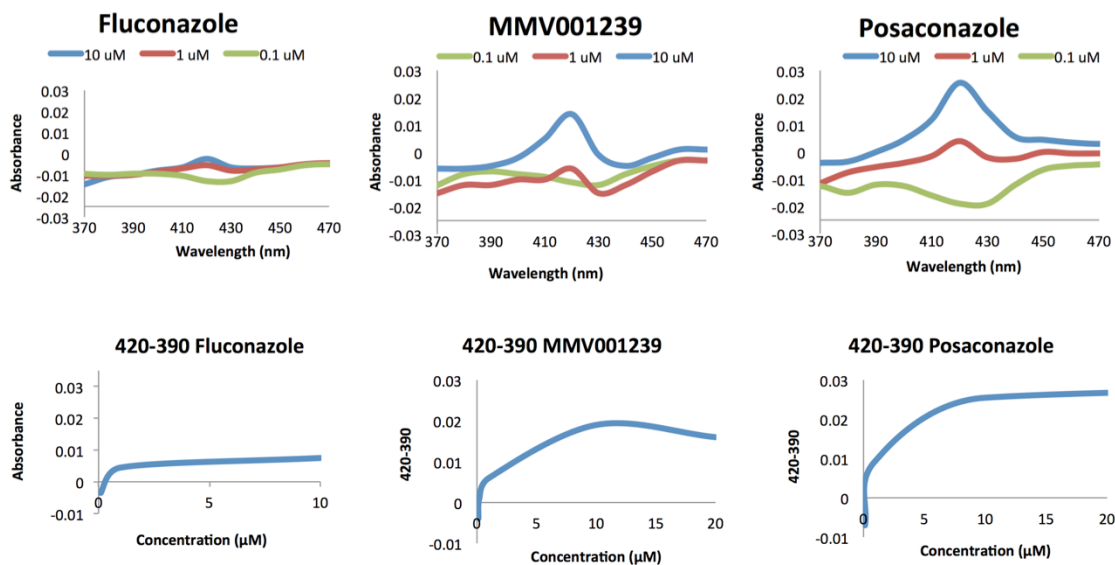 Fluconazole
10 uM 1 uM 0.1 uM
Absorbance
0.03
0.02
0.01
0
-0.01
-0.02
-0.03
370 390 410 430 450 470
Wavelength (nm)
MMV001239
0.1 uM 1 uM 10 uM
Absorbance
0.03
0.02
0.01
0
-0.01
-0.02
-0.03
370 390 410 430 450 470
Wavelength (nm)
Posaconazole
10 uM 1 uM 0.1 uM
Absorbance
0.03
0.02
0.01
0
-0.01
-0.02
-0.03
370 390 410 430 450 470
Wavelength (nm)
420-390 Fluconazole
Absorbance
0.03
0.02
0.01
0
-0.01
0 5 10
Concentration (μM)
420-390 MMV001239
420-390
0.03
0.02
0.01
0
-0.01
0 5 10 15 20
Concentration (μM)
420-390 Posaconazole
420-390
0.03
0.02
0.01
0
-0.01
0 5 10 15 20
Concentration (μM)